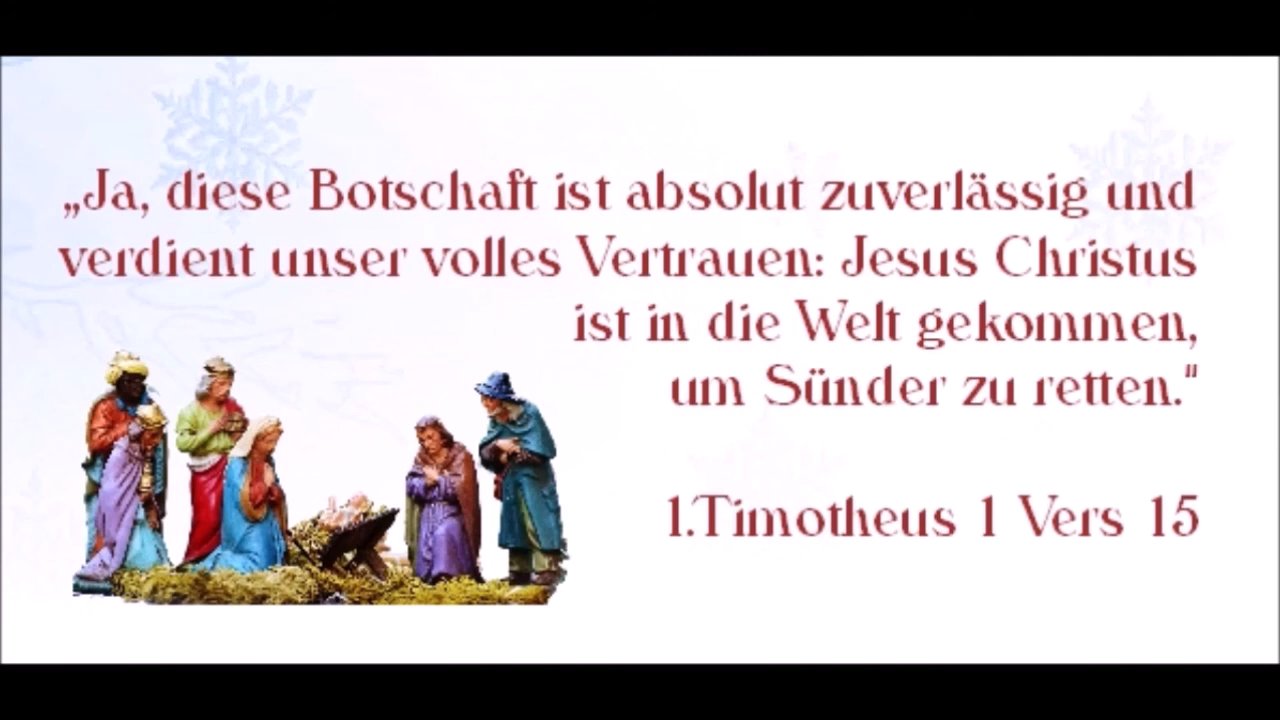 „Ja, diese Botschaft ist absolut zuverlässig und
verdient unser volles Vertrauen: Jesus Christus
ist in die Welt gekommen,
um Sünder zu retten."
1.Timotheus 1 Vers 15